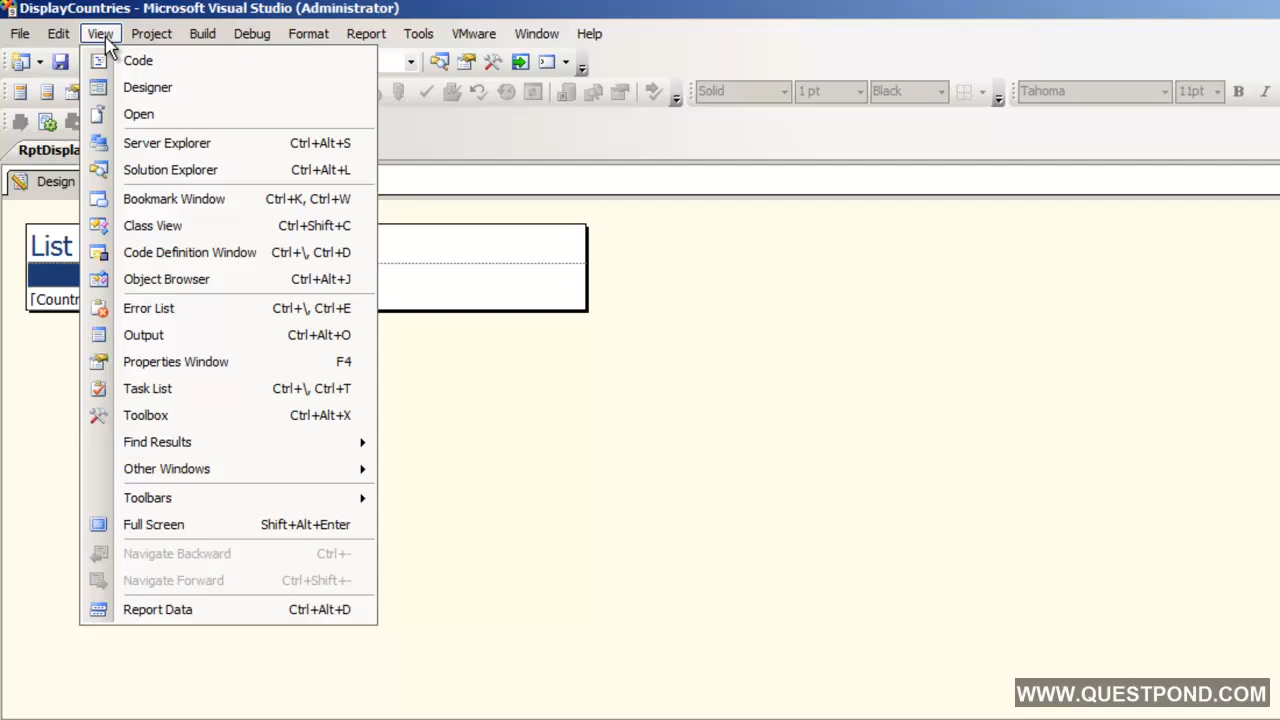 DisplayCountries - Microsoft Visual Studio (Administrator)
File Edit View Project Build Debug Format Report Tools VMware Window Help
Solid 1 pt Black Tahoma 11pt B I
RptDispla
Design
List
[Countr
Code
Designer
Open
Server Explorer Ctrl+Alt+S
Solution Explorer Ctrl+Alt+L
Bookmark Window Ctrl+K, Ctrl+W
Class View Ctrl+Shift+C
Code Definition Window Ctrl+\, Ctrl+D
Object Browser Ctrl+Alt+J
Error List Ctrl+\, Ctrl+E
Output Ctrl+Alt+O
Properties Window F4
Task List Ctrl+\, Ctrl+T
Toolbox Ctrl+Alt+X
Find Results
Other Windows
Toolbars
Full Screen Shift+Alt+Enter
Navigate Backward Ctrl+-
Navigate Forward Ctrl+Shift+-
Report Data Ctrl+Alt+D
WWW.QUESTPOND.COM